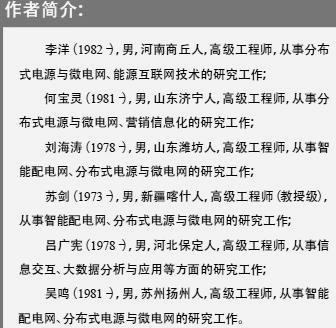 作者简介：
李洋(1982-),男,河南商丘人,高级工程师,从事分布
式电源与微电网、能源互联网技术的研究工作;
何宝灵(1981-),男,山东济宁人,高级工程师,从事分
布式电源与微电网、营销信息化的研究工作;
刘海涛(1978-),男,山东潍坊人,高级工程师,从事智
能配电网、分布式电源与微电网的研究工作;
苏剑(1973-),男,新疆喀什人,高级工程师(教授级),
从事智能配电网、分布式电源与微电网的研究工作;
吕广宪(1978-),男,河北保定人,高级工程师,从事信
息交互、大数据分析与应用等方面的研究工作;
吴鸣(1981-),男,苏州扬州人,高级工程师,从事智能
配电网、分布式电源与微电网的研究工作。